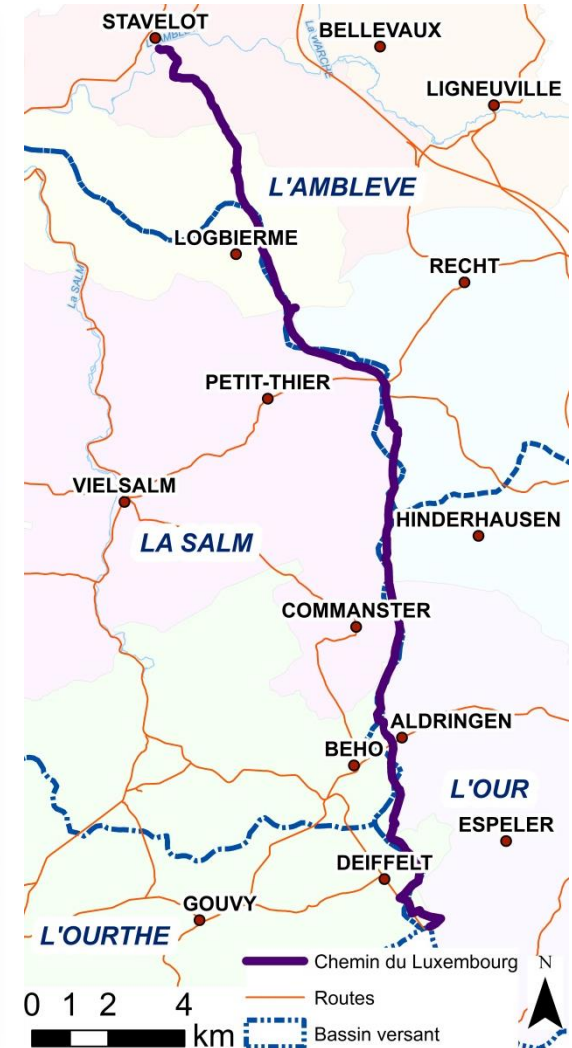 STAVELOT
BELLEVAUX
La WARCHE
LIGNEUVILLE
L'AMBLEVE
LOGBIERME
RECHT
La SALM
PETIT-THIER
VIELSALM
HINDERHAUSEN
LA SALM
COMMANSTER
ALDRINGEN
BEHO
L'OUR
ESPELER
DEIFFELT
GOUVY
L'OURTHE
Chemin du Luxembourg
N
Routes
0 1 2 4
km
Bassin versant